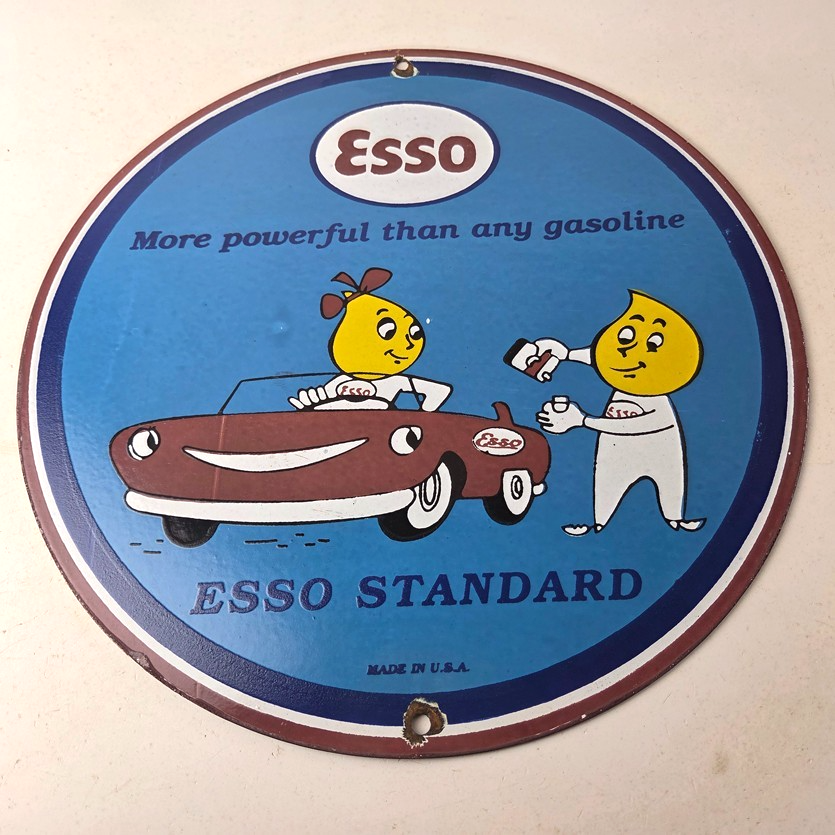 Esso
More powerful than any gasoline
ESSO
ESSO
Esso
ESSO STANDARD
MADE IN U.S.A.